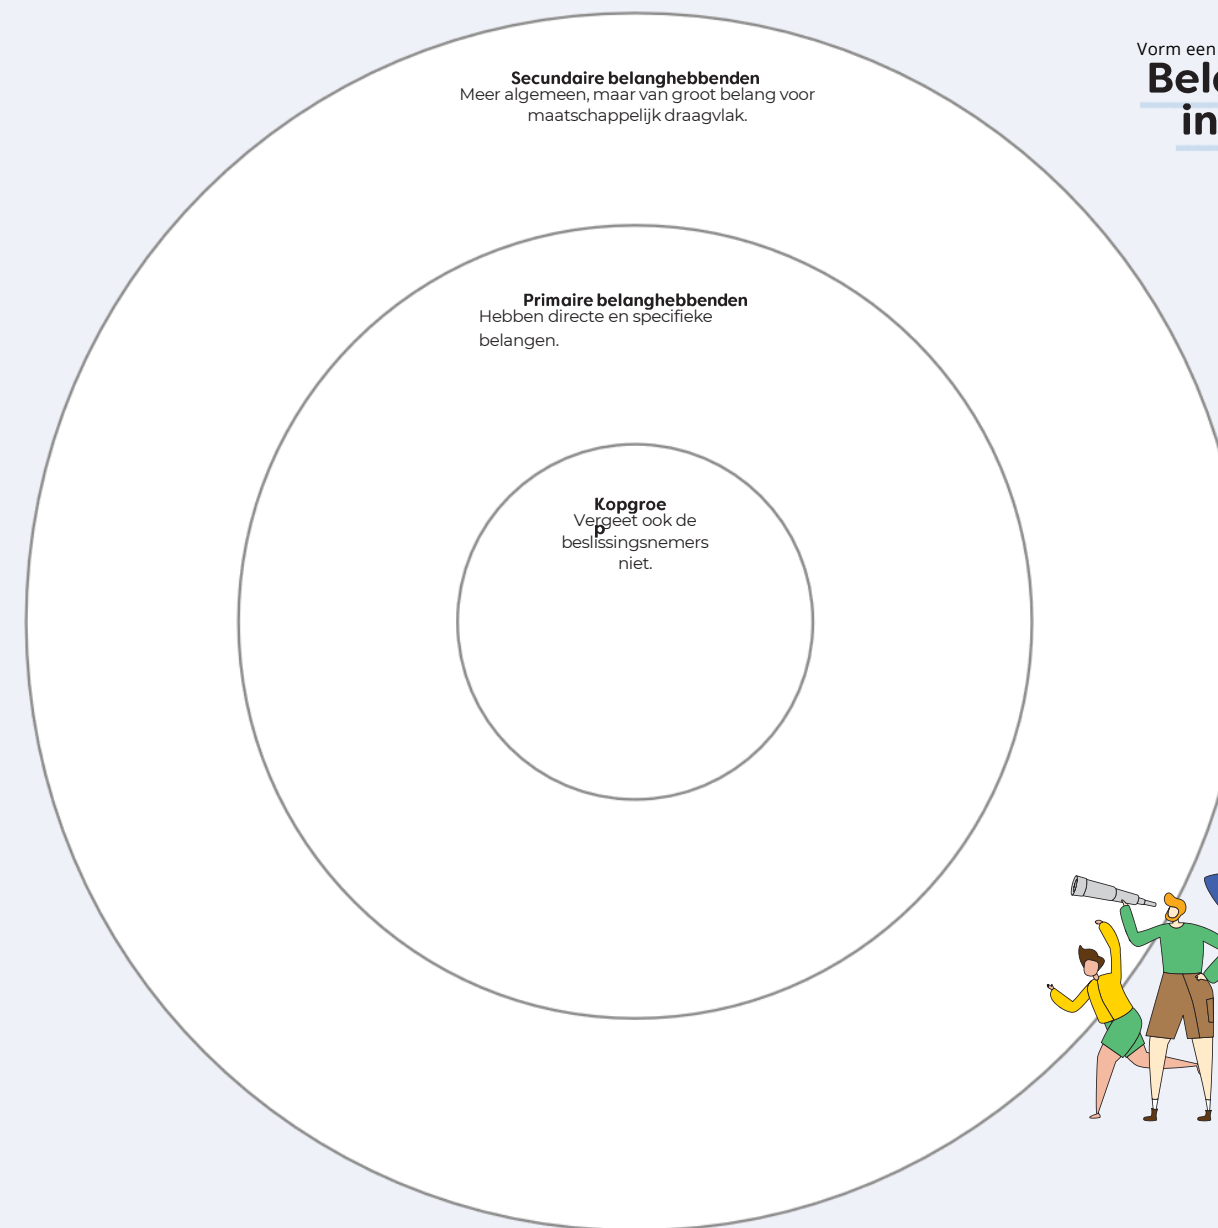 Vorm een
in
Secundaire belanghebbenden
Meer algemeen, maar van groot belang voor
maatschappelijk draagvlak.
Primaire belanghebbenden
Hebben directe en specifieke
belangen.
Kopgroe
p
Vergeet ook de
beslissingsnemers
niet.